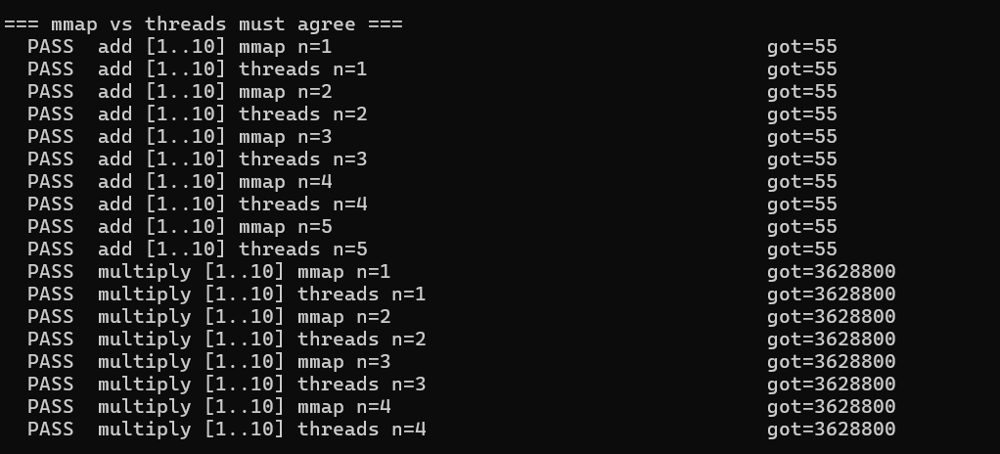 === mmap vs threads must agree ===
PASS  add [1..10] mmap n=1                                     got=55
PASS  add [1..10] threads n=1                                  got=55
PASS  add [1..10] mmap n=2                                     got=55
PASS  add [1..10] threads n=2                                  got=55
PASS  add [1..10] mmap n=3                                     got=55
PASS  add [1..10] threads n=3                                  got=55
PASS  add [1..10] mmap n=4                                     got=55
PASS  add [1..10] threads n=4                                  got=55
PASS  add [1..10] mmap n=5                                     got=55
PASS  add [1..10] threads n=5                                  got=55
PASS  multiply [1..10] mmap n=1                                got=3628800
PASS  multiply [1..10] threads n=1                             got=3628800
PASS  multiply [1..10] mmap n=2                                got=3628800
PASS  multiply [1..10] threads n=2                             got=3628800
PASS  multiply [1..10] mmap n=3                                got=3628800
PASS  multiply [1..10] threads n=3                             got=3628800
PASS  multiply [1..10] mmap n=4                                got=3628800
PASS  multiply [1..10] threads n=4                             got=3628800